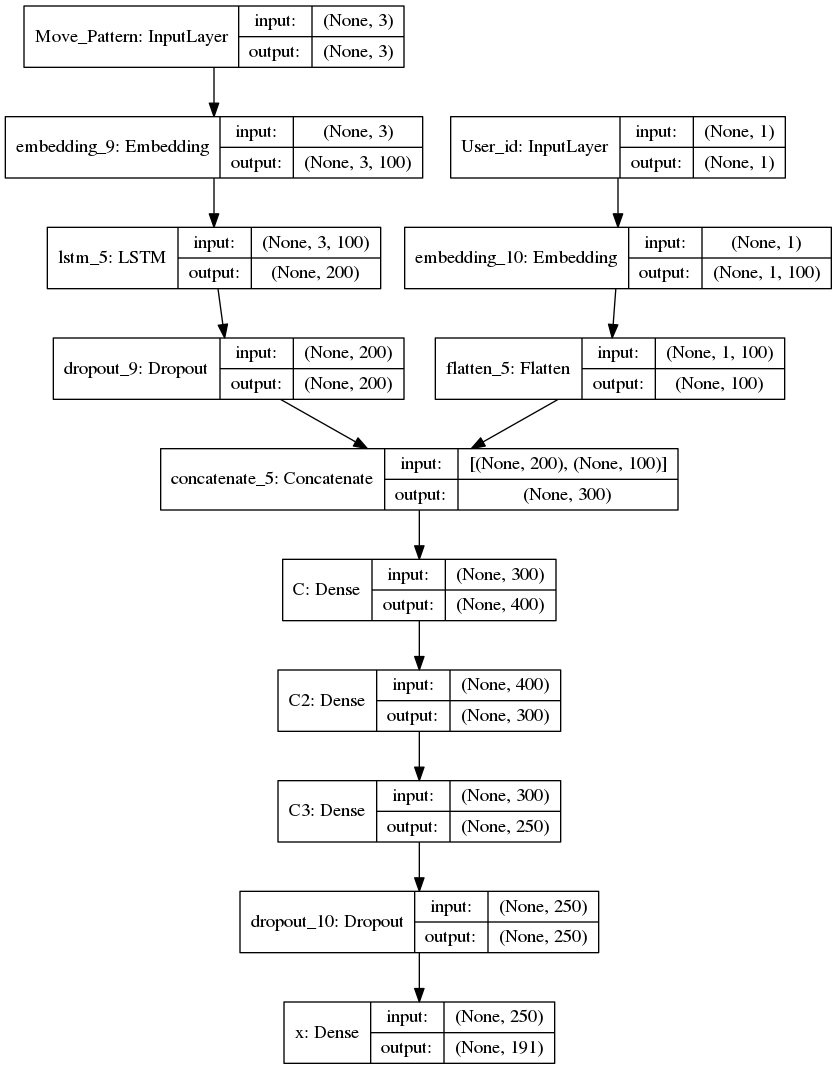 Move_Pattern: InputLayer
input: (None, 3)
output: (None, 3)
embedding_9: Embedding
input: (None, 3)
output: (None, 3, 100)
User_id: InputLayer
input: (None, 1)
output: (None, 1)
lstm_5: LSTM
input: (None, 3, 100)
output: (None, 200)
embedding_10: Embedding
input: (None, 1)
output: (None, 1, 100)
dropout_9: Dropout
input: (None, 200)
output: (None, 200)
flatten_5: Flatten
input: (None, 1, 100)
output: (None, 100)
concatenate_5: Concatenate
input: [(None, 200), (None, 100)]
output: (None, 300)
C: Dense
input: (None, 300)
output: (None, 400)
C2: Dense
input: (None, 400)
output: (None, 300)
C3: Dense
input: (None, 300)
output: (None, 250)
dropout_10: Dropout
input: (None, 250)
output: (None, 250)
x: Dense
input: (None, 250)
output: (None, 191)